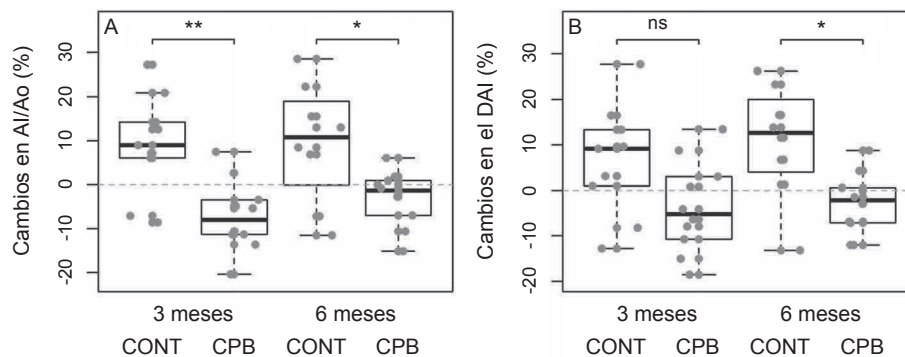 A
**
*
Cambios en AI/Ao (%)
30
20
10
0
-10
-20
3 meses
6 meses
CONT
CPB
CONT
CPB
B
ns
*
Cambios en el DAI (%)
30
20
10
0
-10
-20
3 meses
6 meses
CONT
CPB
CONT
CPB